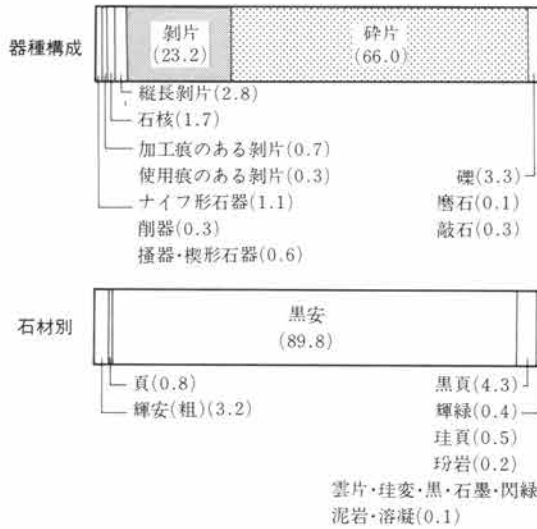 器種構成
剝片
(23.2)
砕片
(66.0)
縦長剝片(2.8)
石核(1.7)
加工痕のある剝片(0.7)
使用痕のある剝片(0.3)
ナイフ形石器(1.1)
削器(0.3)
掻器・楔形石器(0.6)
礫(3.3)
磨石(0.1)
敲石(0.3)
石材別
黒安
(89.8)
頁(0.8)
輝安(粗)(3.2)
黒頁(4.3)
輝緑(0.4)
珪頁(0.5)
玢岩(0.2)
雲片・珪変・黒・石墨・閃緑
泥岩・溶凝(0.1)